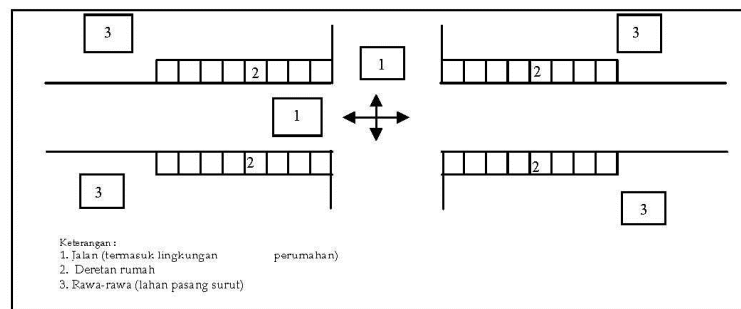 3
3
1
2
2
1
2
2
3
3
Keterangan :
1. Jalan (termasuk lingkungan perumahan)
2. Deretan rumah
3. Rawa-rawa (lahan pasang surut)